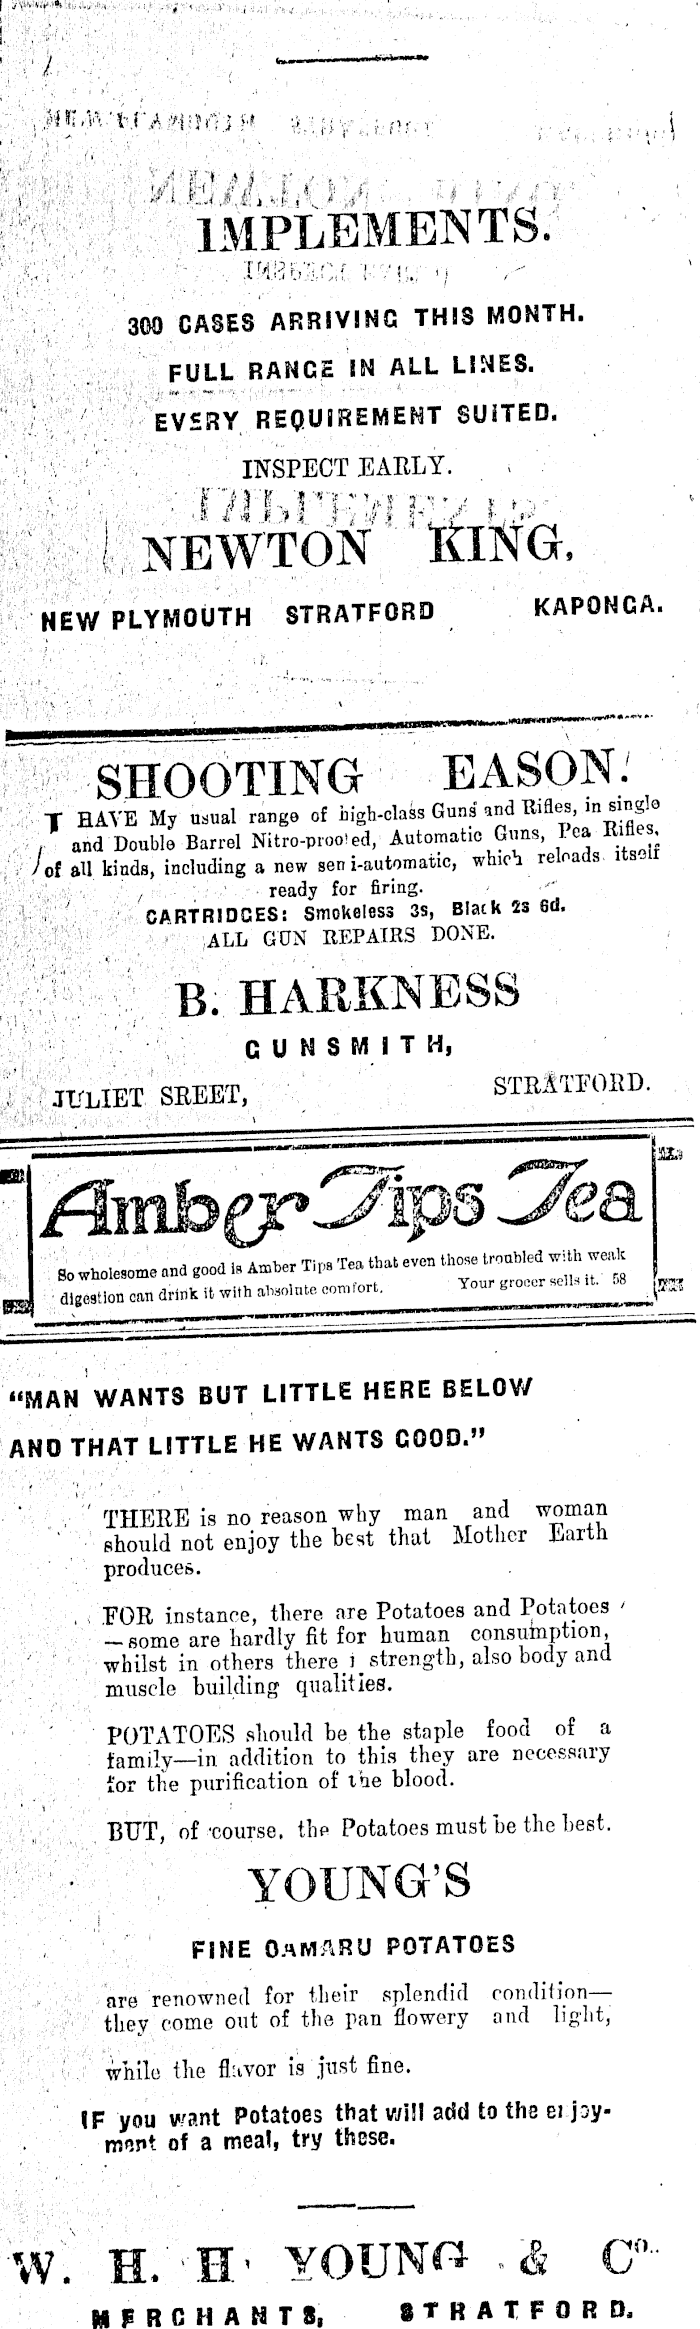 IMPLEMENTS.
300 CASES ARRIVING THIS MONTH.
FULL RANGE IN ALL LINES.
EVERY REQUIREMENT SUITED.
INSPECT EARLY.
NEWTON KING,
NEW PLYMOUTH STRATFORD KAPONGA.
SHOOTING EASON.
I HAVE My usual range of high-class Guns and Rifles, in single
and Double Barrel Nitro-proofed, Automatic Guns, Pea Rifles,
of all kinds, including a new semi-automatic, which reloads itself
ready for firing.
CARTRIDGES: Smokeless 3s, Black 2s 6d.
ALL GUN REPAIRS DONE.
B. HARKNESS
GUNSMITH,
JULIET SREET, STRATFORD.
Amber Tips Tea
So wholesome and good is Amber Tips Tea that even those troubled with weak
digestion can drink it with absolute comfort. Your grocer sells it. 58
“MAN WANTS BUT LITTLE HERE BELOW
AND THAT LITTLE HE WANTS GOOD.”
THERE is no reason why man and woman
should not enjoy the best that Mother Earth
produces.
FOR instance, there are Potatoes and Potatoes
—some are hardly fit for human consumption,
whilst in others there i strength, also body and
muscle building qualities.
POTATOES should be the staple food of a
family—in addition to this they are necessary
for the purification of the blood.
BUT, of course, the Potatoes must be the best.
YOUNG'S
FINE OAMARU POTATOES
are renowned for their splendid condition—
they come out of the pan flowery and light,
while the flavor is just fine.
IF you want Potatoes that will add to the enjoy-
ment of a meal, try these.
W. H. H. YOUNG & Co.
MERCHANTS, STRATFORD.